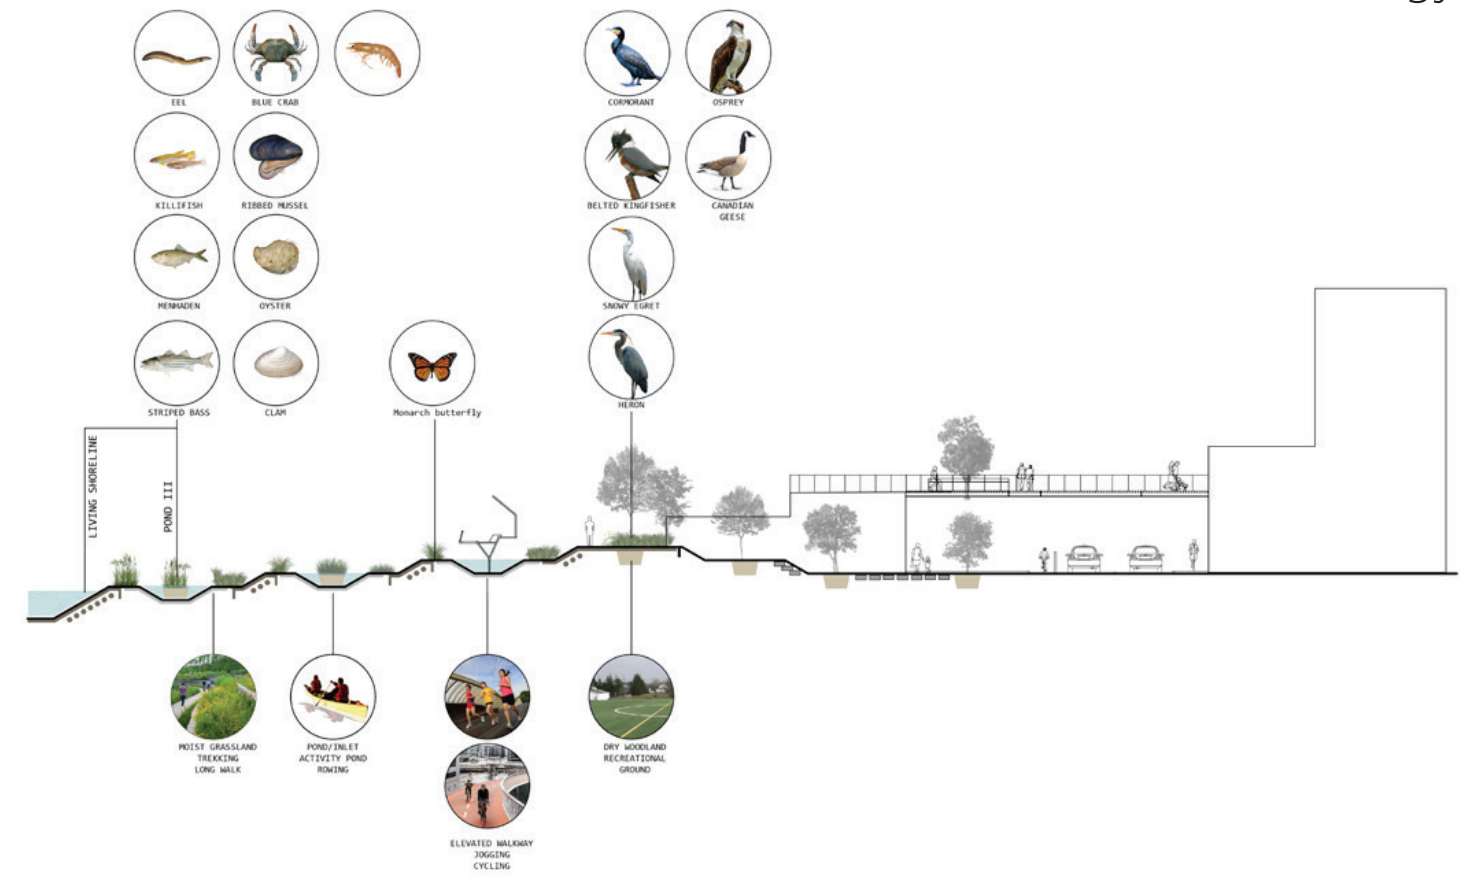 EEL
BLUE CRAB
CORMORANT
OSPREY
KILLIFISH
RIBBED MUSSEL
BELTED KINGFISHER
CANADIAN
GEESE
MENHADEN
OYSTER
SNOWY EGRET
STRIPED BASS
CLAM
Monarch butterfly
HERON
LIVING SHORELINE
POND III
MOIST GRASSLAND
TREKKING
LONG WALK
POND/INLET
ACTIVITY POND
ROWING
ELEVATED WALKWAY
JOGGING
CYCLING
DRY WOODLAND
RECREATIONAL
GROUND